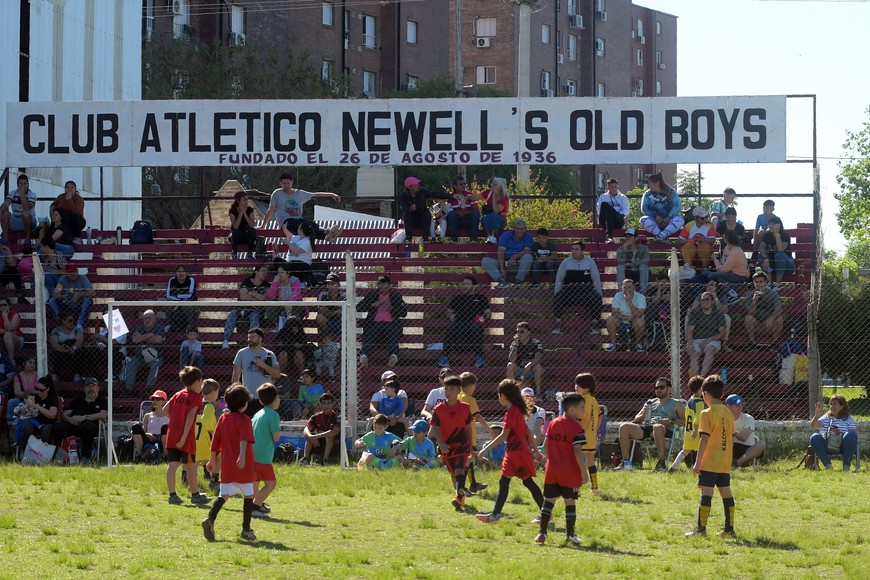 CLUB ATLETICO NEWELL'S OLD BOYS
FUNDADO EL 26 DE AGOSTO DE 1936
N.O.B.